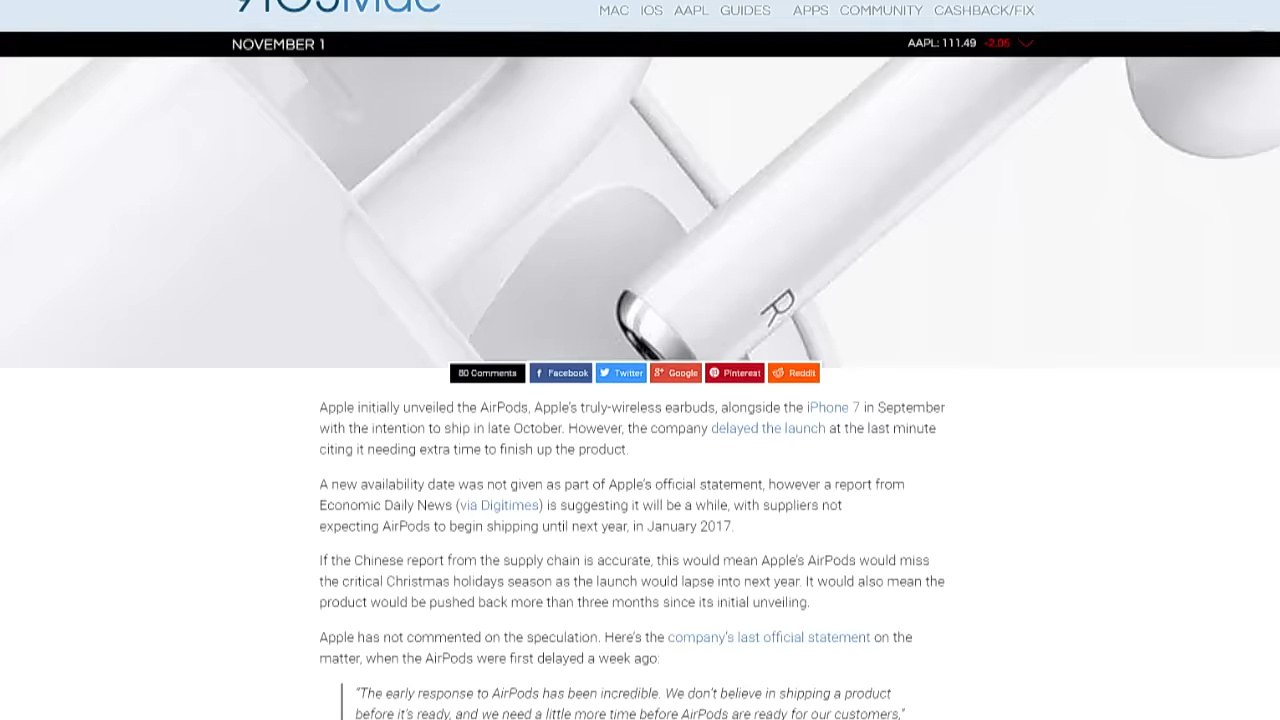 9TO5Mac
MAC IOS AAPL GUIDES APPS COMMUNITY CASHBACK/FIX
NOVEMBER 1
AAPL: 111.49 -2.05
R
80 Comments Facebook Twitter Google Pinterest Reddit
Apple initially unveiled the AirPods, Apple's truly-wireless earbuds, alongside the iPhone 7 in September
with the intention to ship in late October. However, the company delayed the launch at the last minute
citing it needing extra time to finish up the product.
A new availability date was not given as part of Apple's official statement, however a report from
Economic Daily News (via Digitimes) is suggesting it will be a while, with suppliers not
expecting AirPods to begin shipping until next year, in January 2017.
If the Chinese report from the supply chain is accurate, this would mean Apple's AirPods would miss
the critical Christmas holidays season as the launch would lapse into next year. It would also mean the
product would be pushed back more than three months since its initial unveiling.
Apple has not commented on the speculation. Here's the company's last official statement on the
matter, when the AirPods were first delayed a week ago:
"The early response to AirPods has been incredible. We don't believe in shipping a product
before it's ready, and we need a little more time before AirPods are ready for our customers,"